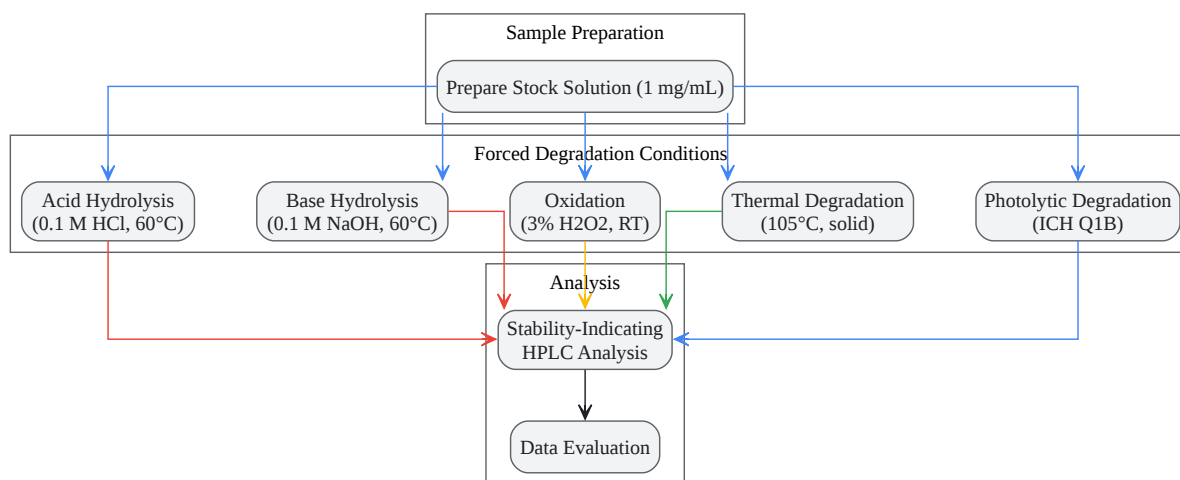 Sample Preparation
Prepare Stock Solution (1 mg/mL)
Forced Degradation Conditions
Acid Hydrolysis
(0.1 M HCl, 60°C)
Base Hydrolysis
(0.1 M NaOH, 60°C)
Oxidation
(3% H2O2, RT)
Thermal Degradation
(105°C, solid)
Photolytic Degradation
(ICH Q1B)
Analysis
Stability-Indicating
HPLC Analysis
Data Evaluation